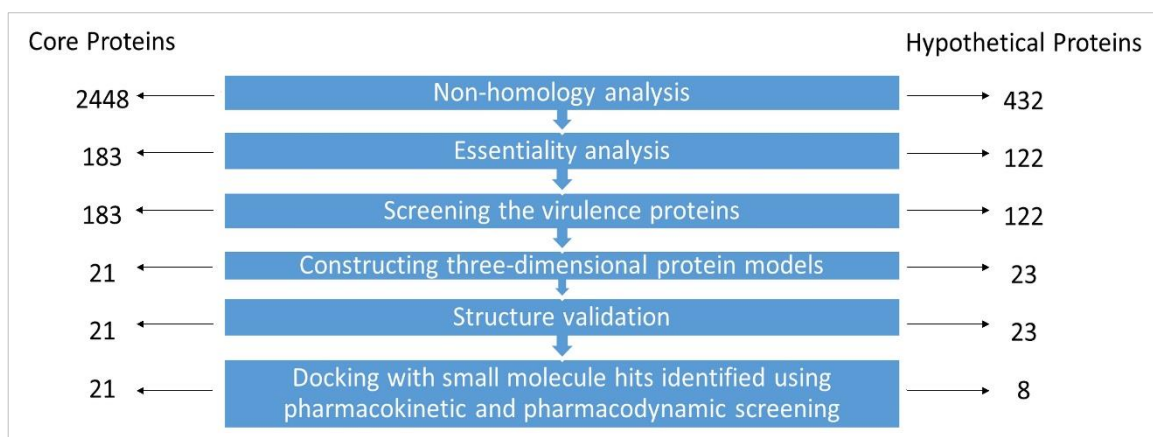 Core Proteins
Hypothetical Proteins
2448
Non-homology analysis
432
183
Essentiality analysis
122
183
Screening the virulence proteins
122
21
Constructing three-dimensional protein models
23
21
Structure validation
23
21
Docking with small molecule hits identified using
pharmacokinetic and pharmacodynamic screening
8